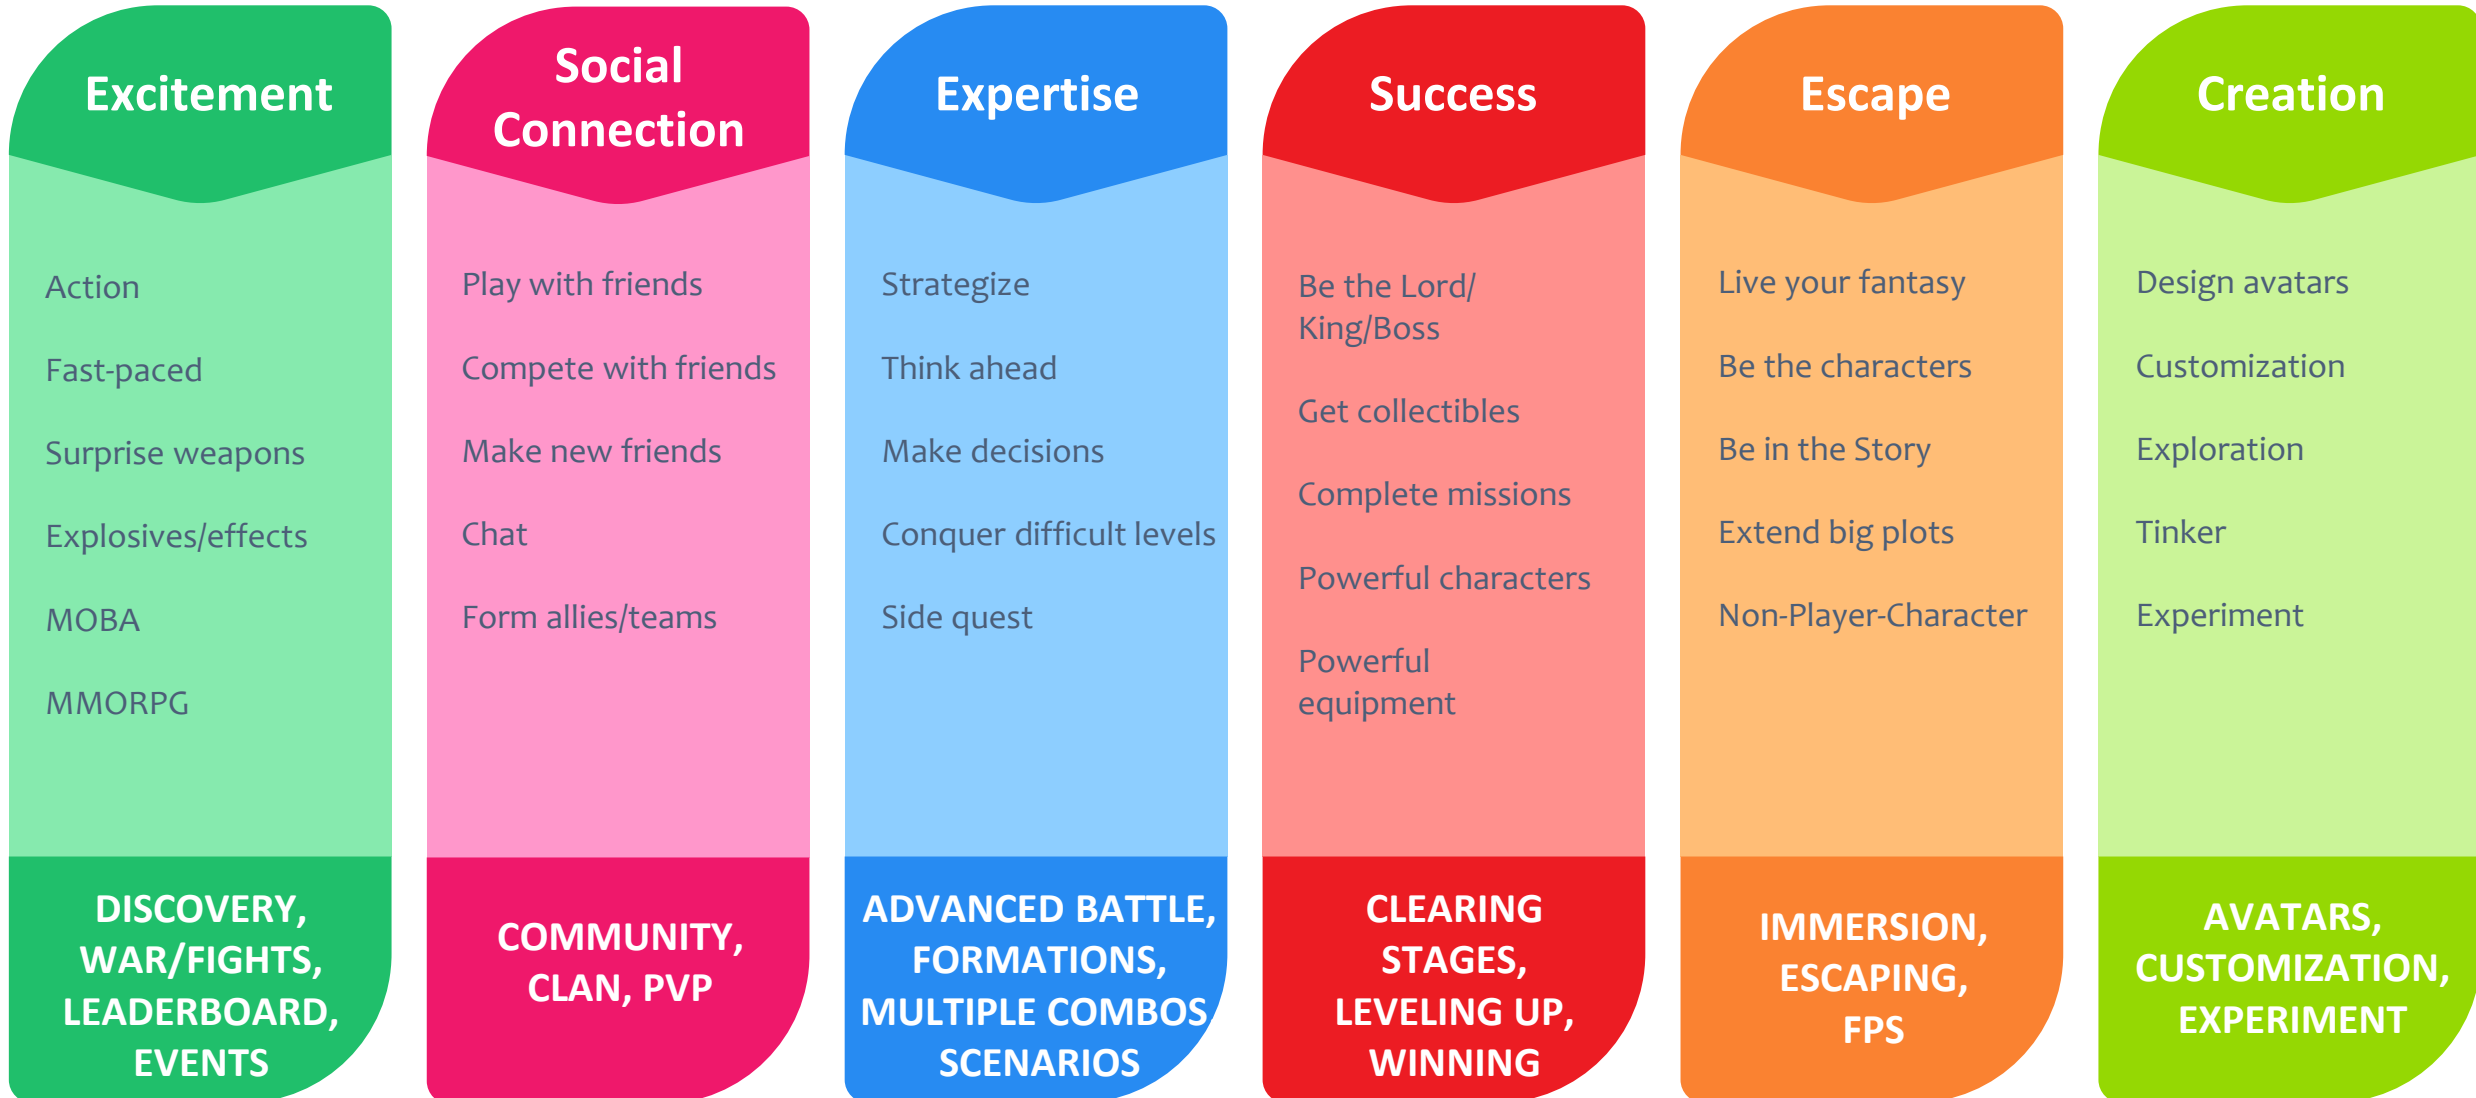 Excitement
Action
Fast-paced
Surprise weapons
Explosives/effects
MOBA
MMORPG
DISCOVERY,
WAR/FIGHTS,
LEADERBOARD,
EVENTS
Social
Connection
Play with friends
Compete with friends
Make new friends
Chat
Form allies/teams
COMMUNITY,
CLAN, PVP
Expertise
Strategize
Think ahead
Make decisions
Conquer difficult levels
Side quest
ADVANCED BATTLE,
FORMATIONS,
MULTIPLE COMBOS
SCENARIOS
Success
Be the Lord/
King/Boss
Get collectibles
Complete missions
Powerful characters
Powerful
equipment
CLEARING
STAGES,
LEVELING UP,
WINNING
Escape
Live your fantasy
Be the characters
Be in the Story
Extend big plots
Non-Player-Character
IMMERSION,
ESCAPING,
FPS
Creation
Design avatars
Customization
Exploration
Tinker
Experiment
AVATARS,
CUSTOMIZATION,
EXPERIMENT